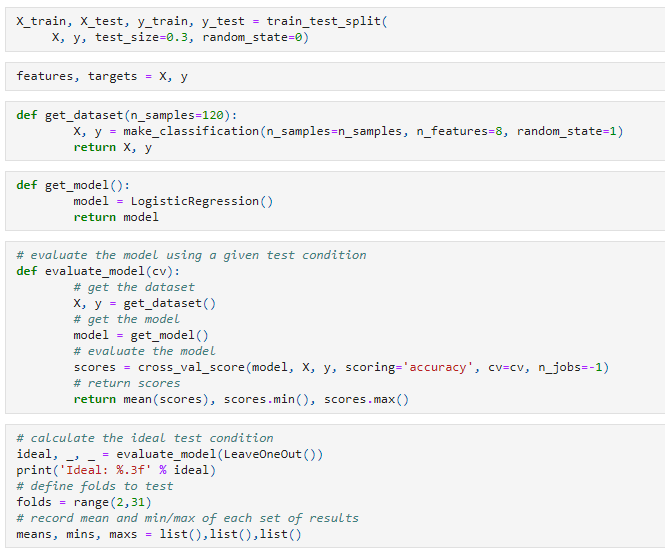 X_train, X_test, y_train, y_test = train_test_split(
X, y, test_size=0.3, random_state=0)
features, targets = X, y
def get_dataset(n_samples=120):
X, y = make_classification(n_samples=n_samples, n_features=8, random_state=1)
return X, y
def get_model():
model = LogisticRegression()
return model
# evaluate the model using a given test condition
def evaluate_model(cv):
# get the dataset
X, y = get_dataset()
# get the model
model = get_model()
# evaluate the model
scores = cross_val_score(model, X, y, scoring='accuracy', cv=cv, n_jobs=-1)
# return scores
return mean(scores), scores.min(), scores.max()
# calculate the ideal test condition
ideal, _, _ = evaluate_model(LeaveOneOut())
print('Ideal: %.3f' % ideal)
# define folds to test
folds = range(2,31)
# record mean and min/max of each set of results
means, mins, maxs = list(),list(),list()